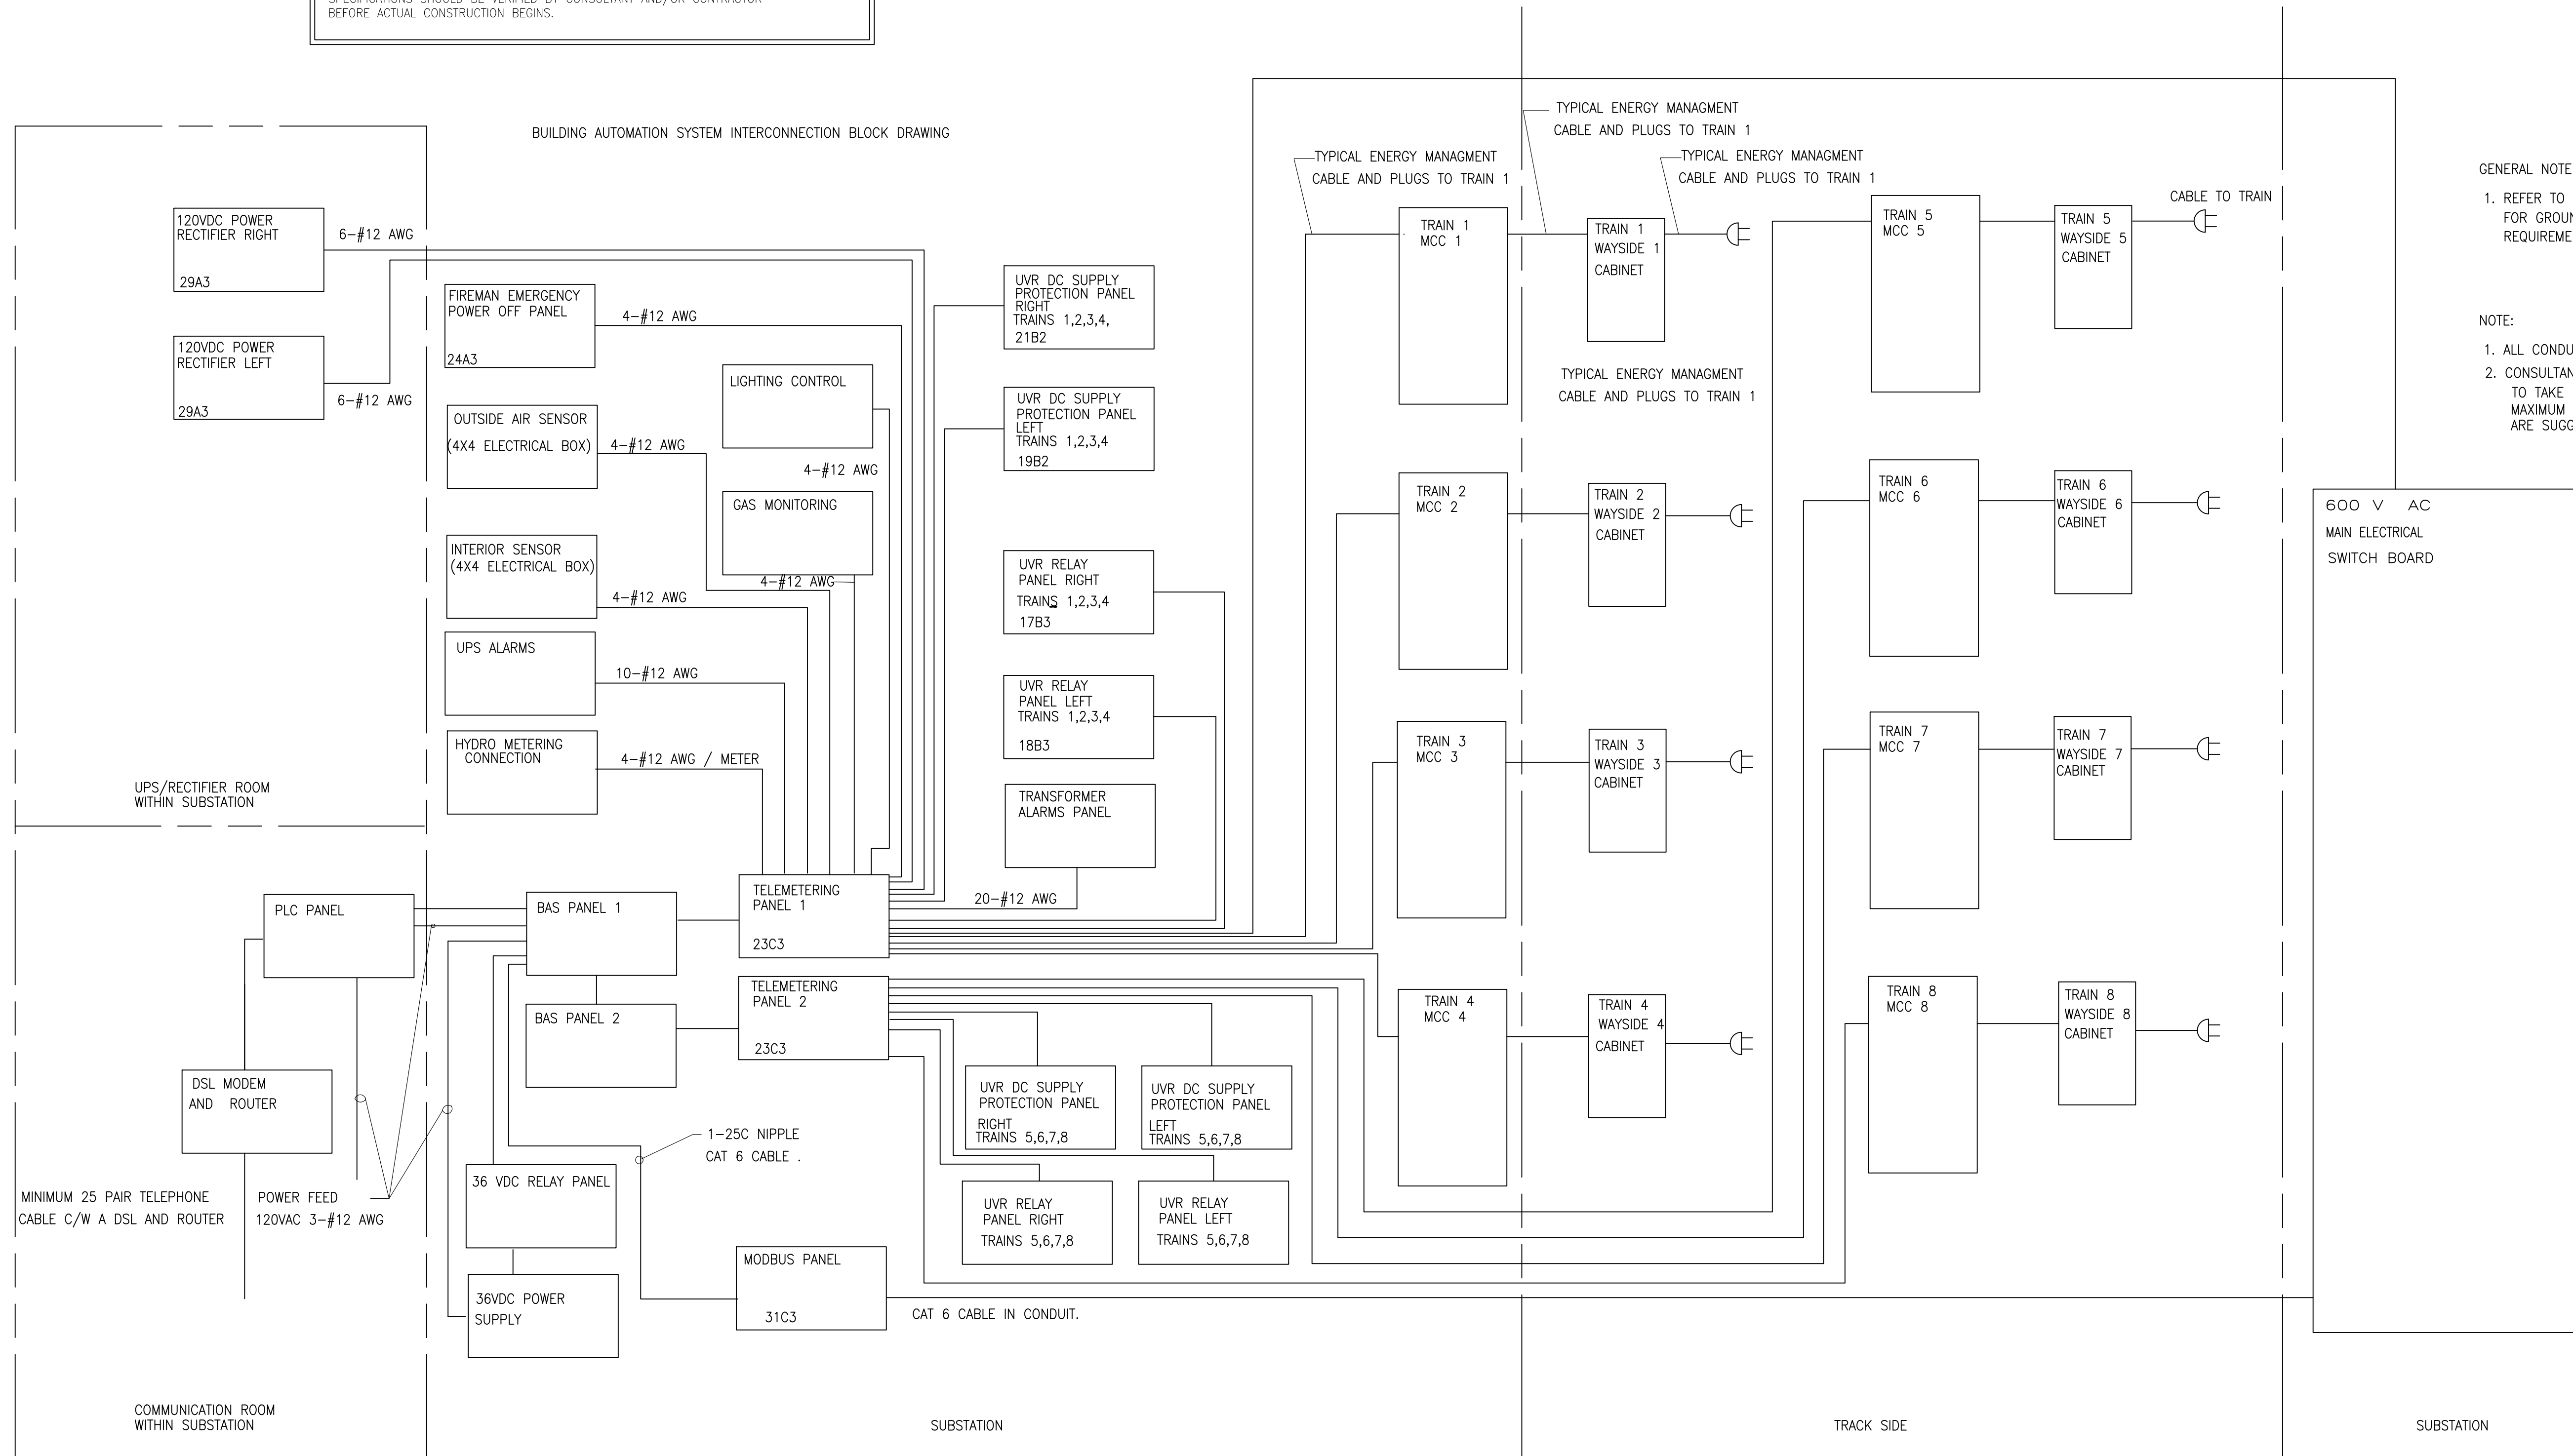 BEFORE ACTUAL CONSTRUCTION BEGINS.
BUILDING AUTOMATION SYSTEM INTERCONNECTION BLOCK DRAWING
120VDC POWER
RECTIFIER RIGHT
29A3
6-#12 AWG
120VDC POWER
RECTIFIER LEFT
29A3
6-#12 AWG
UPS/RECTIFIER ROOM
WITHIN SUBSTATION
FIREMAN EMERGENCY
POWER OFF PANEL
24A3
4-#12 AWG
OUTSIDE AIR SENSOR
(4X4 ELECTRICAL BOX)
4-#12 AWG
INTERIOR SENSOR
(4X4 ELECTRICAL BOX)
4-#12 AWG
UPS ALARMS
10-#12 AWG
HYDRO METERING
CONNECTION
4-#12 AWG / METER
LIGHTING CONTROL
4-#12 AWG
GAS MONITORING
4-#12 AWG
UVR DC SUPPLY
PROTECTION PANEL
RIGHT
TRAINS 1,2,3,4,
21B2
UVR DC SUPPLY
PROTECTION PANEL
LEFT
TRAINS 1,2,3,4
19B2
UVR RELAY
PANEL RIGHT
TRAINS 1,2,3,4
17B3
UVR RELAY
PANEL LEFT
TRAINS 1,2,3,4
18B3
TRANSFORMER
ALARMS PANEL
20-#12 AWG
PLC PANEL
BAS PANEL 1
TELEMETERING
PANEL 1
23C3
BAS PANEL 2
TELEMETERING
PANEL 2
23C3
DSL MODEM
AND ROUTER
MINIMUM 25 PAIR TELEPHONE
CABLE C/W A DSL AND ROUTER
POWER FEED
120VAC 3-#12 AWG
1-25C NIPPLE
CAT 6 CABLE .
36 VDC RELAY PANEL
36VDC POWER
SUPPLY
MODBUS PANEL
31C3
CAT 6 CABLE IN CONDUIT.
UVR DC SUPPLY
PROTECTION PANEL
RIGHT
TRAINS 5,6,7,8
UVR DC SUPPLY
PROTECTION PANEL
LEFT
TRAINS 5,6,7,8
UVR RELAY
PANEL RIGHT
TRAINS 5,6,7,8
UVR RELAY
PANEL LEFT
TRAINS 5,6,7,8
COMMUNICATION ROOM
WITHIN SUBSTATION
SUBSTATION
TYPICAL ENERGY MANAGMENT
CABLE AND PLUGS TO TRAIN 1
TYPICAL ENERGY MANAGMENT
CABLE AND PLUGS TO TRAIN 1
TYPICAL ENERGY MANAGMENT
CABLE AND PLUGS TO TRAIN 1
TRAIN 1
MCC 1
TRAIN 1
WAYSIDE 1
CABINET
TYPICAL ENERGY MANAGMENT
CABLE AND PLUGS TO TRAIN 1
TRAIN 2
MCC 2
TRAIN 2
WAYSIDE 2
CABINET
TRAIN 3
MCC 3
TRAIN 3
WAYSIDE 3
CABINET
TRAIN 4
MCC 4
TRAIN 4
WAYSIDE 4
CABINET
TRAIN 5
MCC 5
TRAIN 5
WAYSIDE 5
CABINET
CABLE TO TRAIN
TRAIN 6
MCC 6
TRAIN 6
WAYSIDE 6
CABINET
TRAIN 7
MCC 7
TRAIN 7
WAYSIDE 7
CABINET
TRAIN 8
MCC 8
TRAIN 8
WAYSIDE 8
CABINET
TRACK SIDE
GENERAL NOTE
1. REFER TO
FOR GROUN
REQUIREME
NOTE:
1. ALL CONDU
2. CONSULTAN
TO TAKE
MAXIMUM
ARE SUGG
600 V AC
MAIN ELECTRICAL
SWITCH BOARD
SUBSTATION